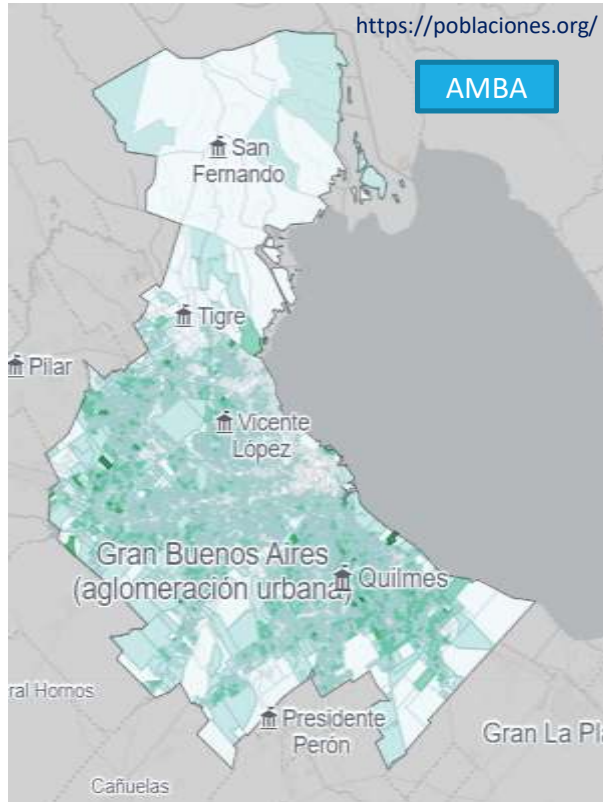 https://poblaciones.org/
AMBA
San
Fernando
Tigre
Pilar
Vicente
López
Gran Buenos Aires
(aglomeración urbana)
Quilmes
ral Hornos
Presidente
Perón
Gran La Pla
Cañuelas